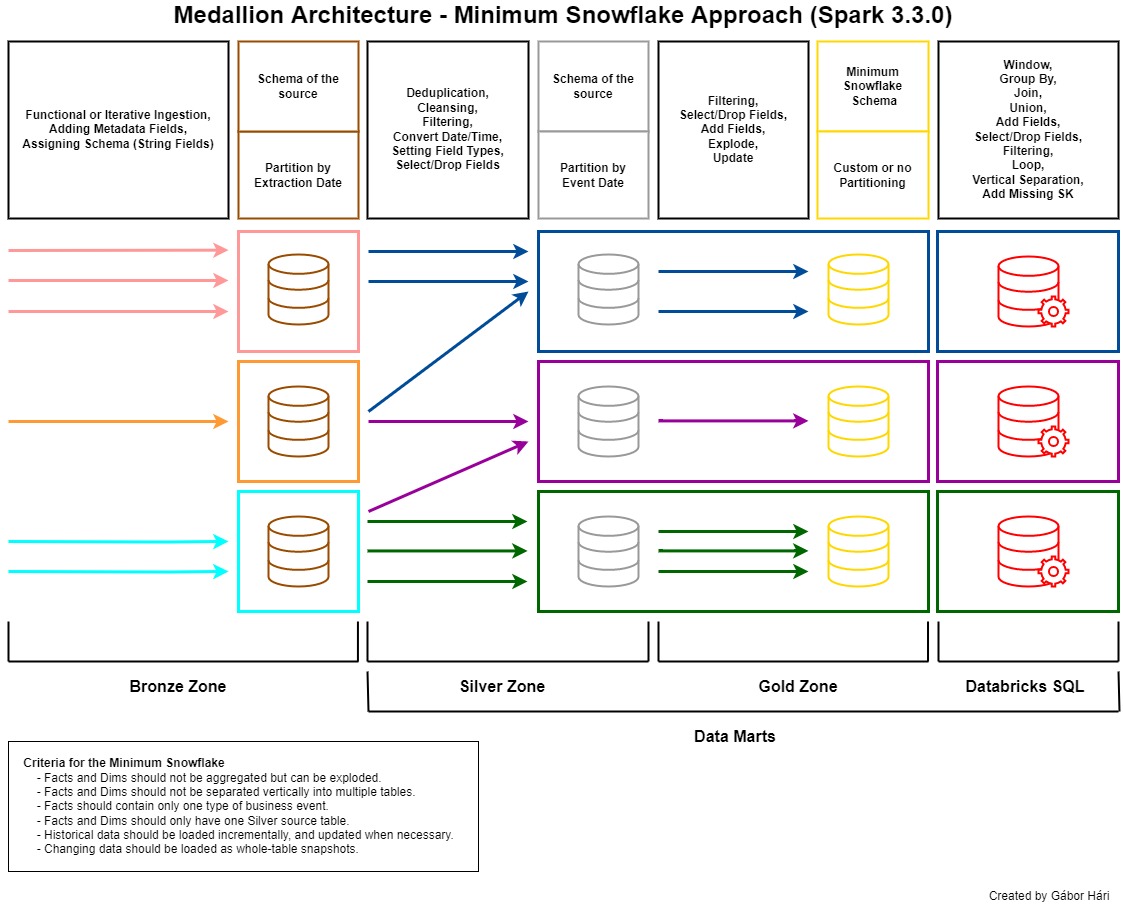 Medallion Architecture - Minimum Snowflake Approach (Spark 3.3.0)
Functional or Iterative Ingestion,
Adding Metadata Fields,
Assigning Schema (String Fields)
Schema of the
source
Partition by
Extraction Date
Deduplication,
Cleansing,
Filtering,
Convert Date/Time,
Setting Field Types,
Select/Drop Fields
Schema of the
source
Partition by
Event Date
Filtering,
Select/Drop Fields,
Add Fields,
Explode,
Update
Minimum
Snowflake
Schema
Custom or no
Partitioning
Window,
Group By,
Join,
Union,
Add Fields,
Select/Drop Fields,
Filtering,
Loop,
Vertical Separation,
Add Missing SK
Bronze Zone
Silver Zone
Gold Zone
Databricks SQL
Data Marts
Criteria for the Minimum Snowflake
- Facts and Dims should not be aggregated but can be exploded.
- Facts and Dims should not be separated vertically into multiple tables.
- Facts should contain only one type of business event.
- Facts and Dims should only have one Silver source table.
- Historical data should be loaded incrementally, and updated when necessary.
- Changing data should be loaded as whole-table snapshots.
Created by Gábor Hári